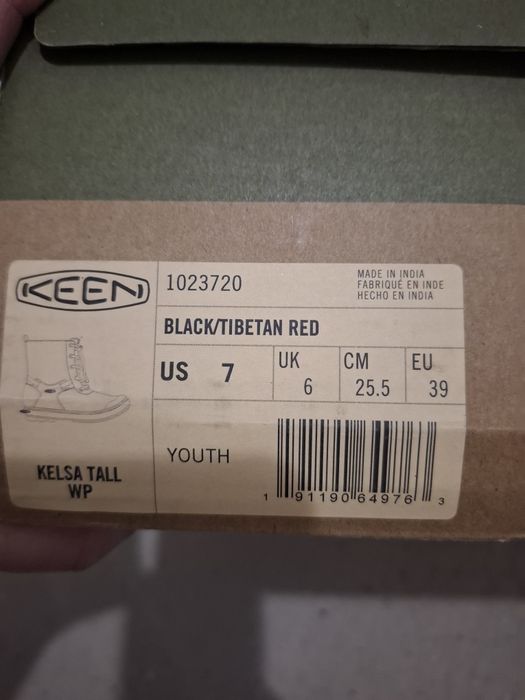 KEEN
1023720
MADE IN INDIA
FABRIQUÉ EN INDE
HECHO EN INDIA
BLACK/TIBETAN RED
US 7
UK 6
CM 25.5
EU 39
YOUTH
KELSA TALL
WP
1 91190 64976 3